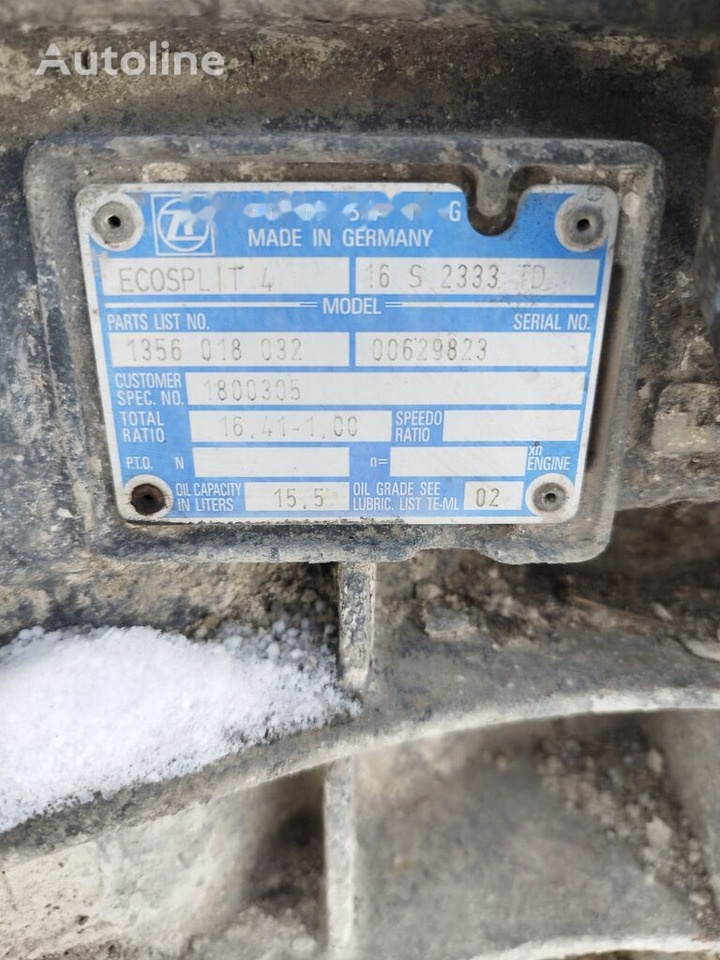 Autoline
MADE IN GERMANY
ECOSPLIT 4 16 S 2333 TD
MODEL
PARTS LIST NO. SERIAL NO.
1356 018 032 00629823
CUSTOMER SPEC. NO. 1800305
TOTAL RATIO 16,41-1,00 SPEEDO RATIO
P.T.O. N n= xn ENGINE
OIL CAPACITY IN LITERS 15,5 OIL GRADE SEE LUBRIC. LIST TE-ML 02